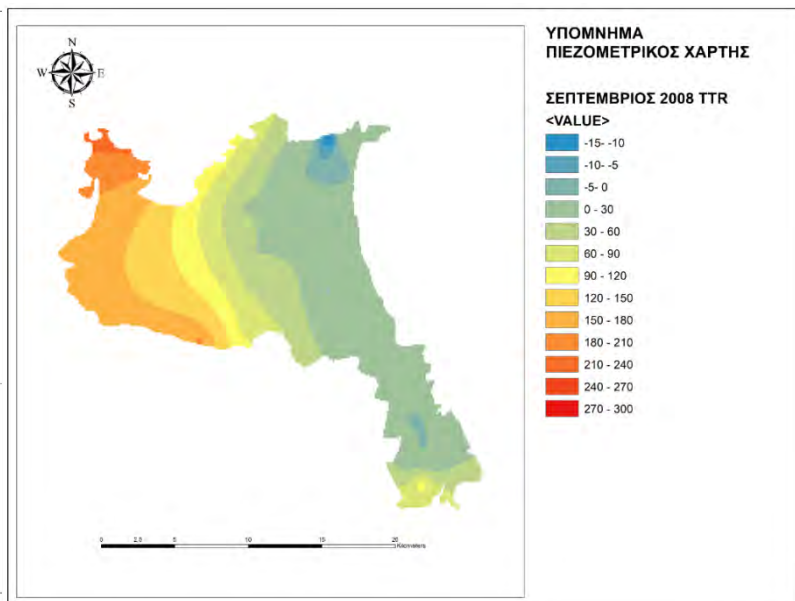 ΥΠΟΜΝΗΜΑ
ΠΙΕΖΟΜΕΤΡΙΚΟΣ ΧΑΡΤΗΣ
ΣΕΠΤΕΜΒΡΙΟΣ 2008 TTR
<VALUE>
-15- -10
-10- -5
-5- 0
0 - 30
30 - 60
60 - 90
90 - 120
120 - 150
150 - 180
180 - 210
210 - 240
240 - 270
270 - 300
N
W E
S
0 2,5 5 10 15 20
Kilometers